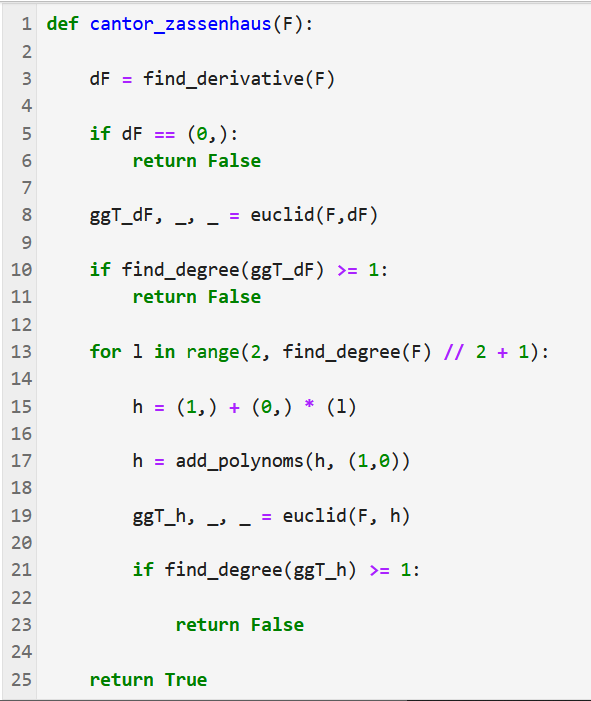 1 def cantor_zassenhaus(F):
2
3     dF = find_derivative(F)
4
5     if dF == (0,):
6         return False
7
8     ggT_dF, _, _ = euclid(F,dF)
9
10     if find_degree(ggT_dF) >= 1:
11         return False
12
13     for l in range(2, find_degree(F) // 2 + 1):
14
15         h = (1,) + (0,) * (l)
16
17         h = add_polynoms(h, (1,0))
18
19         ggT_h, _, _ = euclid(F, h)
20
21         if find_degree(ggT_h) >= 1:
22
23             return False
24
25     return True